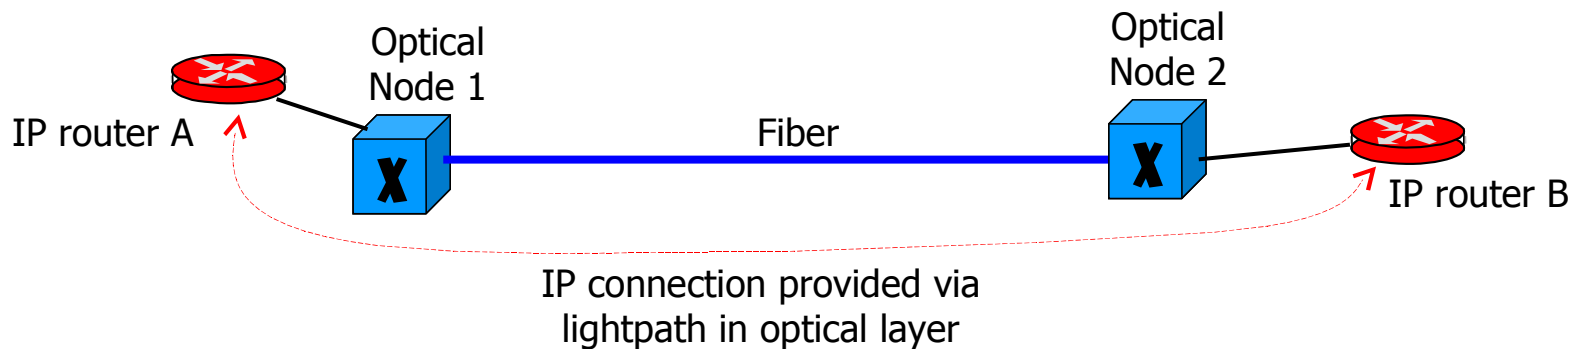 Optical
Node 1
Optical
Node 2
IP router A
Fiber
IP router B
IP connection provided via
lightpath in optical layer